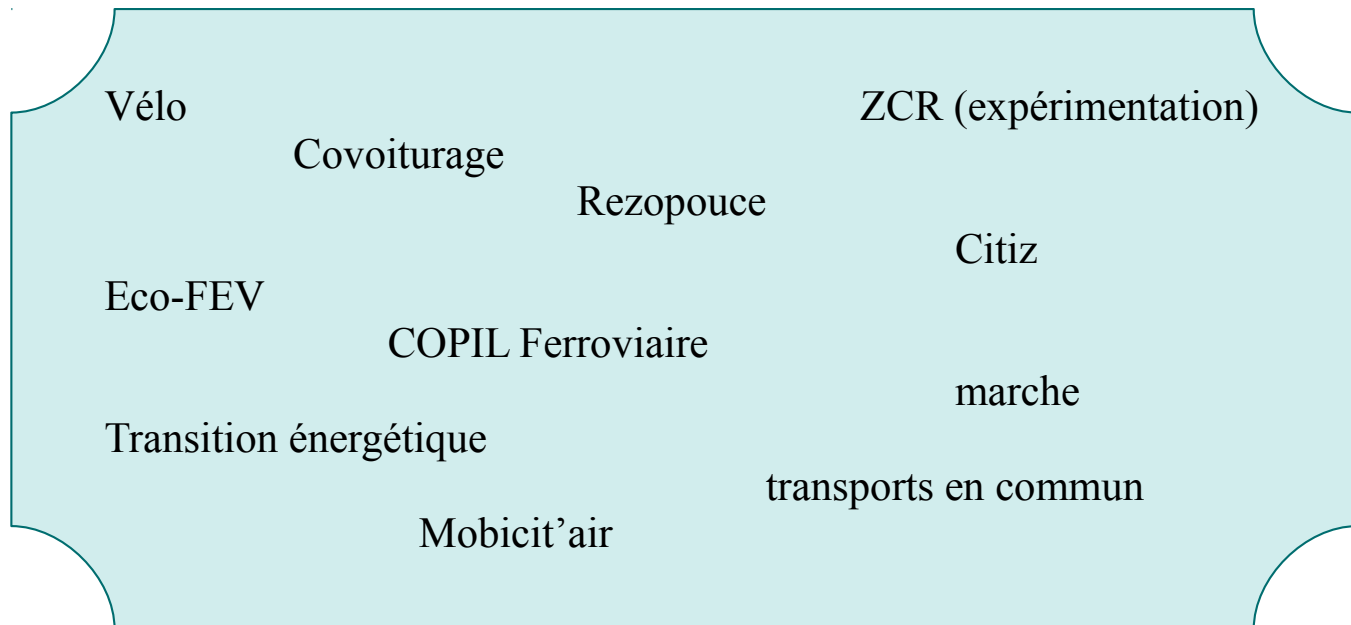 Vélo ZCR (expérimentation)
Covoiturage
Rezopouce
Citiz
Eco-FEV
COPIL Ferroviaire
marche
Transition énergétique
transports en commun
Mobicit’air